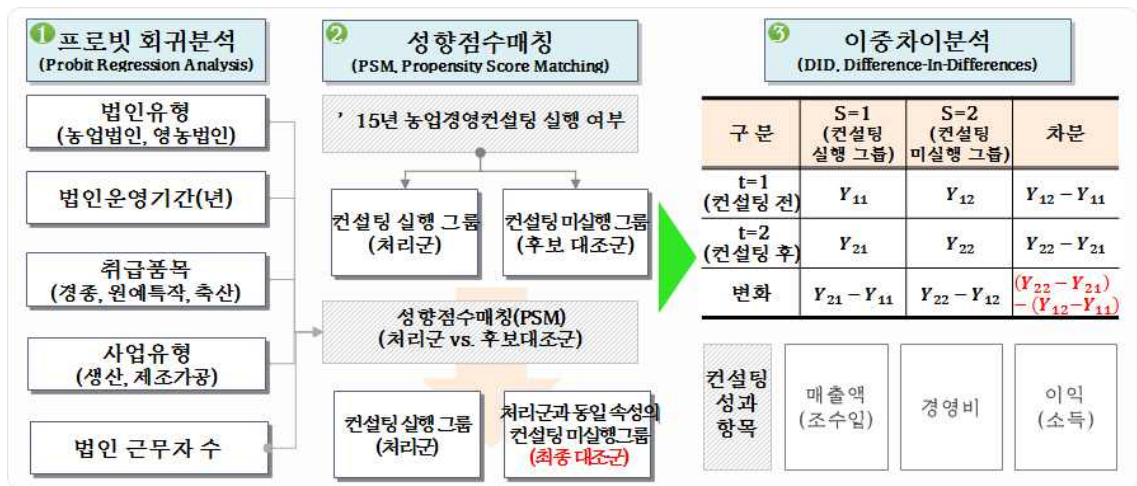 1 프로빗 회귀분석
(Probit Regression Analysis)
법인유형
(농업법인, 영농법인)
법인운영기간(년)
취급품목
(경종, 원예특작, 축산)
사업유형
(생산, 제조가공)
법인 근무자 수
2 성향점수매칭
(PSM, Propensity Score Matching)
’15년 농업경영컨설팅 실행 여부
컨설팅 실행 그룹
(처리군)
컨설팅 미실행 그룹
(후보 대조군)
성향점수매칭(PSM)
(처리군 vs. 후보대조군)
컨설팅 실행 그룹
(처리군)
처리군과 동일 속성의
컨설팅 미실행그룹
(최종 대조군)
3 이중차이분석
(DID, Difference-In-Differences)
구 분 S=1 (컨설팅 실행 그룹) S=2 (컨설팅 미실행 그룹) 차분
t=1 (컨설팅 전) Y₁₁ Y₁₂ Y₁₂ − Y₁₁
t=2 (컨설팅 후) Y₂₁ Y₂₂ Y₂₂ − Y₂₁
변화 Y₂₁ − Y₁₁ Y₂₂ − Y₁₂ (Y₂₂ − Y₂₁) − (Y₁₂−Y₁₁)
컨설팅
성과
항목
매출액
(조수입)
경영비
이익
(소득)